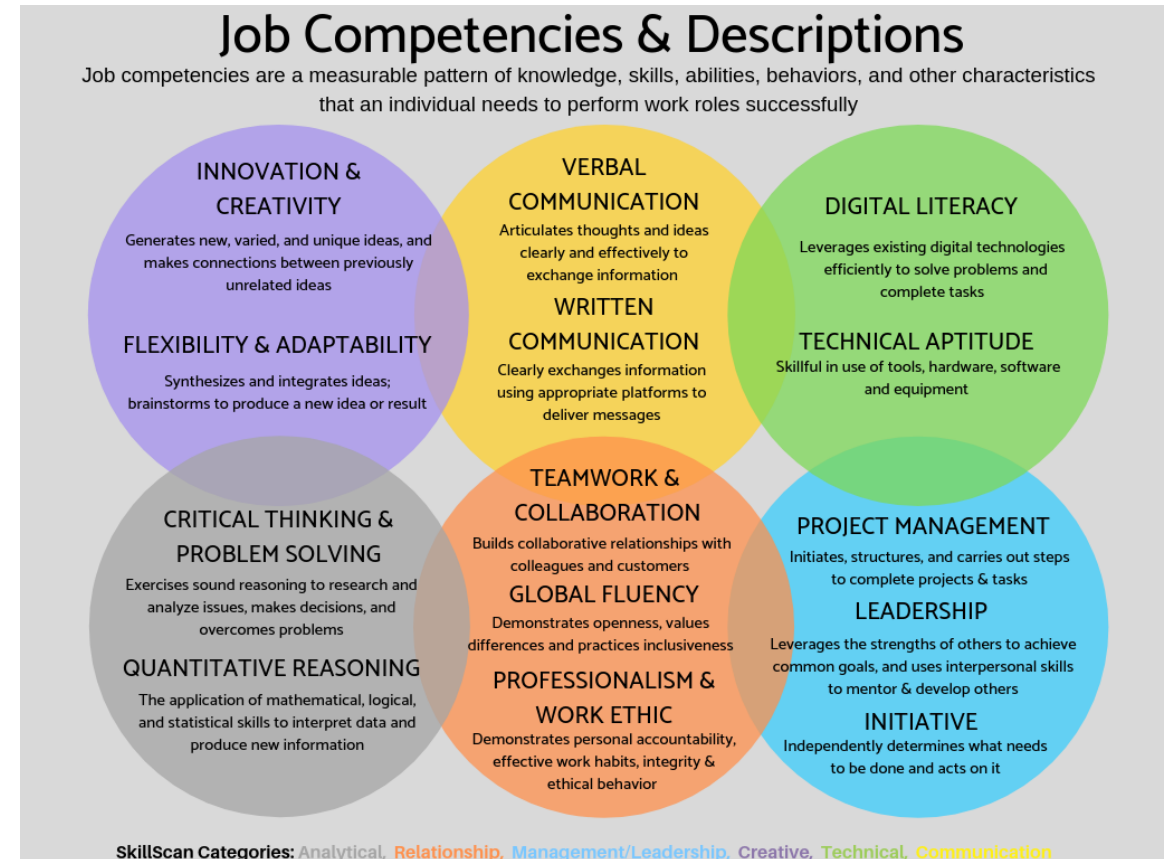 Job Competencies & Descriptions
Job competencies are a measurable pattern of knowledge, skills, abilities, behaviors, and other characteristics
that an individual needs to perform work roles successfully
INNOVATION &
CREATIVITY
Generates new, varied, and unique ideas, and
makes connections between previously
unrelated ideas
FLEXIBILITY & ADAPTABILITY
Synthesizes and integrates ideas;
brainstorms to produce a new idea or result
VERBAL
COMMUNICATION
Articulates thoughts and ideas
clearly and effectively to
exchange information
WRITTEN
COMMUNICATION
Clearly exchanges information
using appropriate platforms to
deliver messages
DIGITAL LITERACY
Leverages existing digital technologies
efficiently to solve problems and
complete tasks
TECHNICAL APTITUDE
Skillful in use of tools, hardware, software
and equipment
CRITICAL THINKING &
PROBLEM SOLVING
Exercises sound reasoning to research and
analyze issues, makes decisions, and
overcomes problems
QUANTITATIVE REASONING
The application of mathematical, logical,
and statistical skills to interpret data and
produce new information
TEAMWORK &
COLLABORATION
Builds collaborative relationships with
colleagues and customers
GLOBAL FLUENCY
Demonstrates openness, values
differences and practices inclusiveness
PROFESSIONALISM &
WORK ETHIC
Demonstrates personal accountability,
effective work habits, integrity &
ethical behavior
PROJECT MANAGEMENT
Initiates, structures, and carries out steps
to complete projects & tasks
LEADERSHIP
Leverages the strengths of others to achieve
common goals, and uses interpersonal skills
to mentor & develop others
INITIATIVE
Independently determines what needs
to be done and acts on it
SkillScan Categories: Analytical, Relationship, Management/Leadership, Creative, Technical, Communication